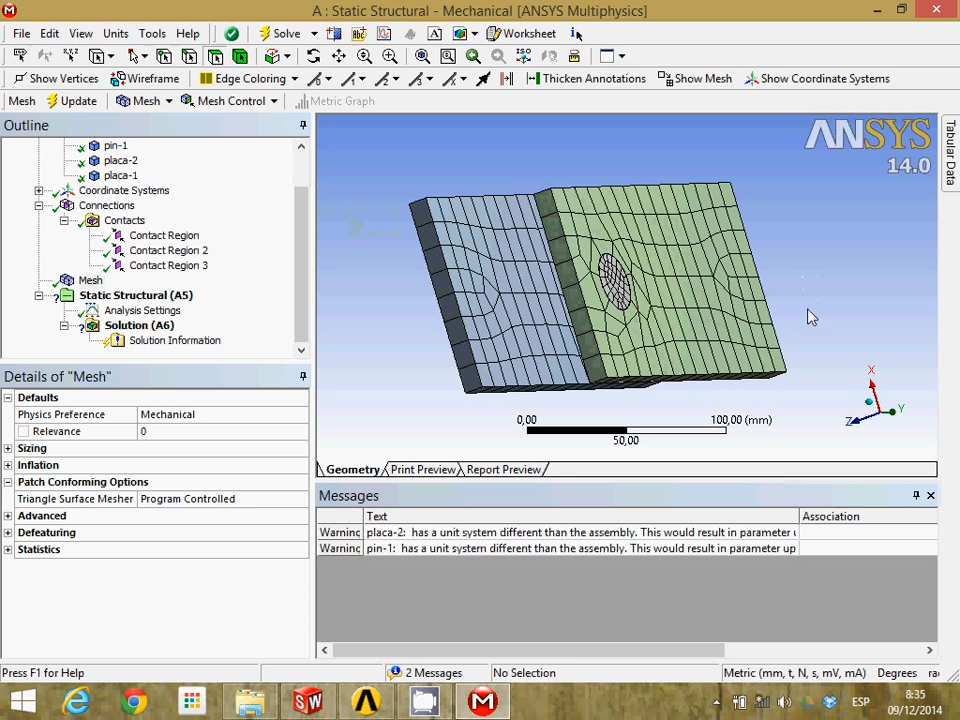 A : Static Structural - Mechanical [ANSYS Multiphysics]
File Edit View Units Tools Help Solve Worksheet
Show Vertices Wireframe Edge Coloring Thicken Annotations Show Mesh Show Coordinate Systems
Mesh Update Mesh Mesh Control Metric Graph
Outline
pin-1
placa-2
placa-1
Coordinate Systems
Connections
Contacts
Contact Region
Contact Region 2
Contact Region 3
Mesh
Static Structural (A5)
Analysis Settings
Solution (A6)
Solution Information
Details of "Mesh"
Defaults
Physics Preference Mechanical
Relevance 0
Sizing
Inflation
Patch Conforming Options
Triangle Surface Mesher Program Controlled
Advanced
Defeaturing
Statistics
ANSYS
14.0
Tabular Data
X
Y
Z
0,00 100,00 (mm)
50,00
Geometry Print Preview Report Preview
Messages
Text Association
Warning placa-2: has a unit system different than the assembly. This would result in parameter
Warning pin-1: has a unit system different than the assembly. This would result in parameter up
Press F1 for Help 2 Messages No Selection Metric (mm, t, N, s, mV, mA) Degrees
ESP
8:35
09/12/2014